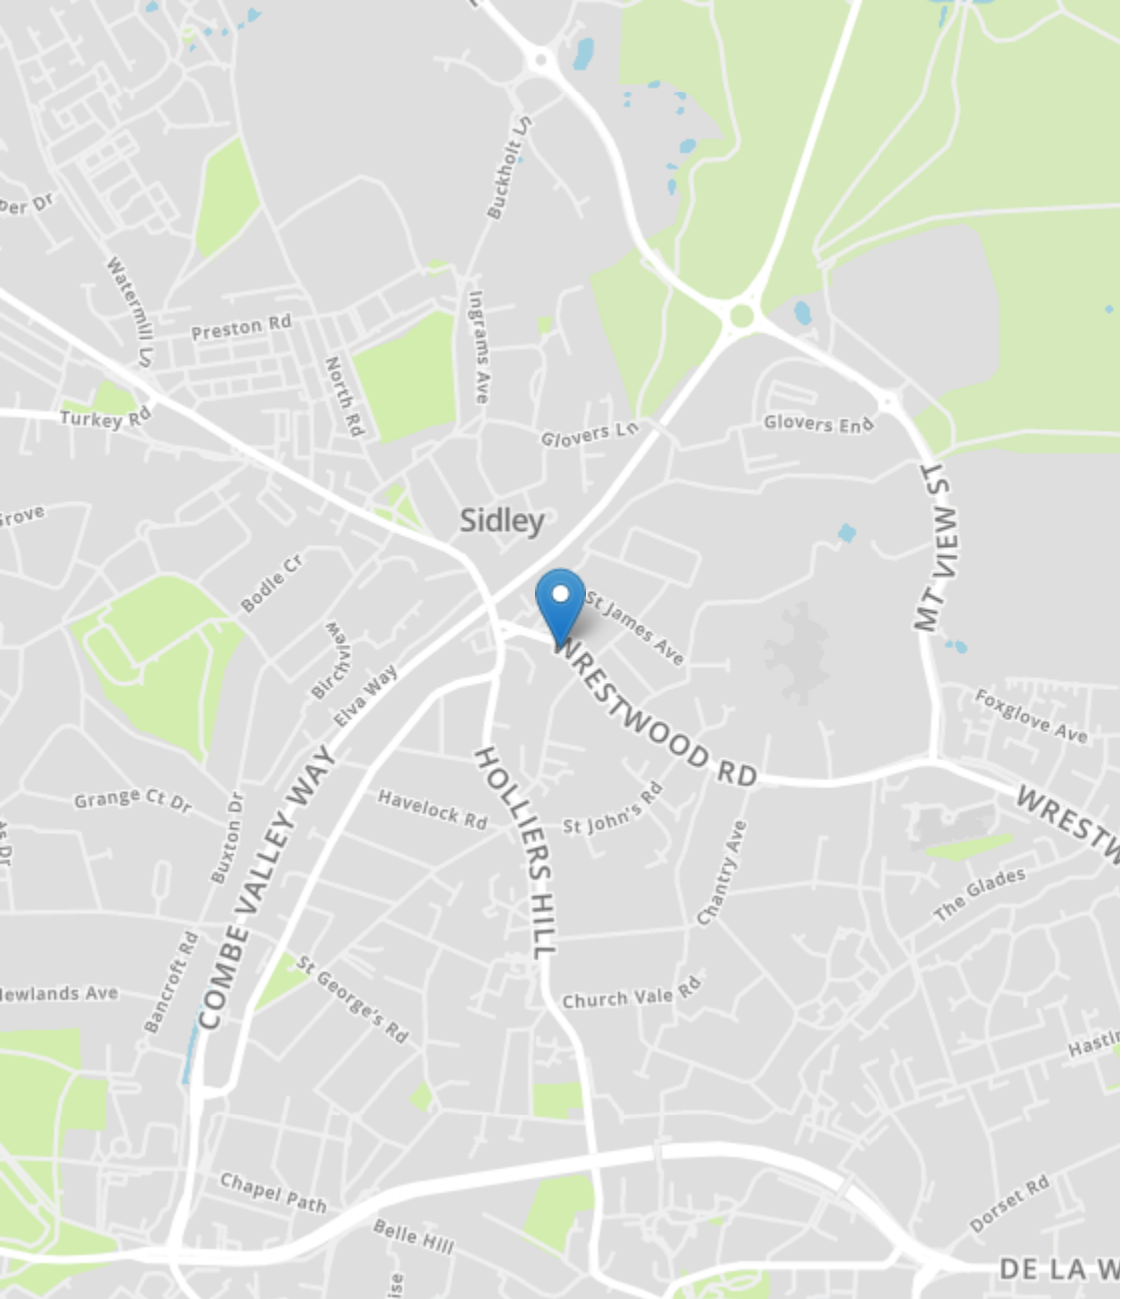 Buckholt Ls
per Dr
Watermill Ls
Preston Rd
Ingrams Ave
North Rd
Turkey Rd
Glovers Ln
Glovers End
MT VIEW ST
Sidley
Grove
Bodle Cr
St James Ave
Birchview
Elva Way
WRESTWOOD RD
Foxglove Ave
HOLLIERS HILL
COMBE VALLEY WAY
Grange Ct Dr
Buxton Dr
Havelock Rd
St John's Rd
WRESTW
Chantry Ave
The Glades
Bancroft Rd
St George's Rd
Newlands Ave
Church Vale Rd
Hastin
Chapel Path
Belle Hill
Dorset Rd
DE LA W
ise